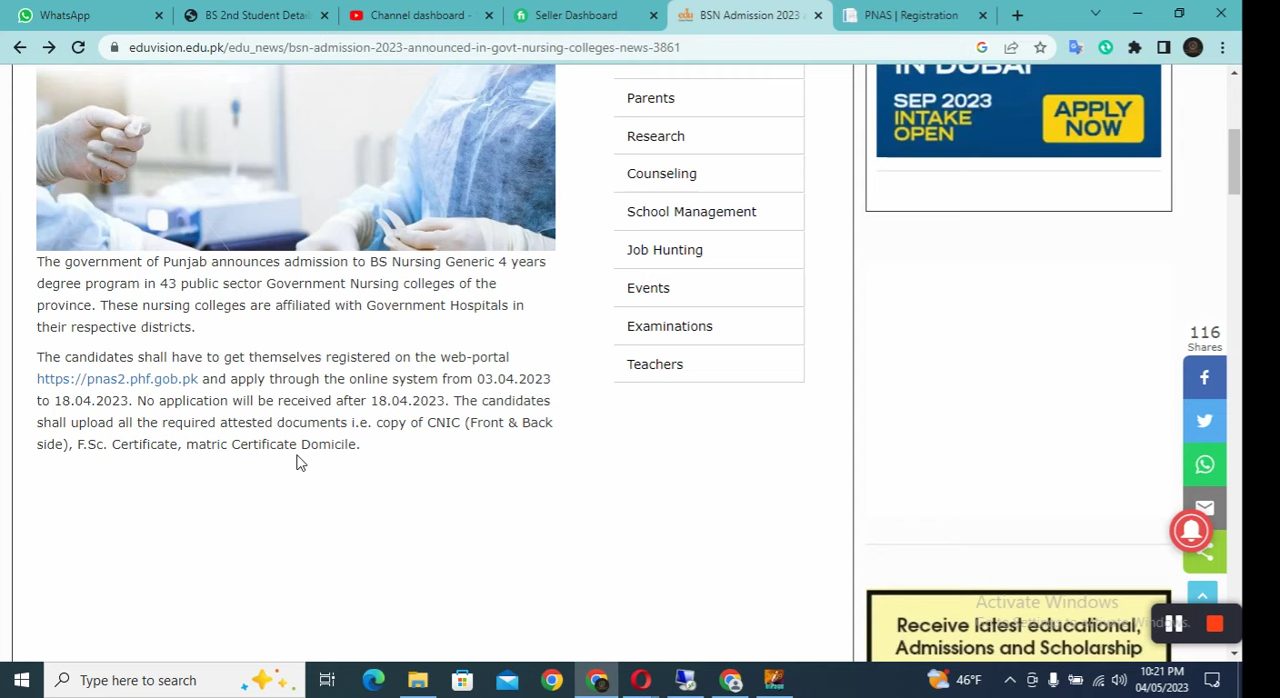 WhatsApp
BS 2nd Student Detai
Channel dashboard -
Seller Dashboard
BSN Admission 2023
PNAS | Registration
eduvision.edu.pk/edu_news/bsn-admission-2023-announced-in-govt-nursing-colleges-news-3861
The government of Punjab announces admission to BS Nursing Generic 4 years
degree program in 43 public sector Government Nursing colleges of the
province. These nursing colleges are affiliated with Government Hospitals in
their respective districts.
The candidates shall have to get themselves registered on the web-portal
https://pnas2.phf.gob.pk and apply through the online system from 03.04.2023
to 18.04.2023. No application will be received after 18.04.2023. The candidates
shall upload all the required attested documents i.e. copy of CNIC (Front & Back
side), F.Sc. Certificate, matric Certificate Domicile.
Parents
Research
Counseling
School Management
Job Hunting
Events
Examinations
Teachers
IN DUBAI
SEP 2023
INTAKE
OPEN
APPLY
NOW
116
Shares
Activate Windows
Receive latest educational,
Admissions and Scholarship
Type here to search
46°F
10:21 PM
04/05/2023